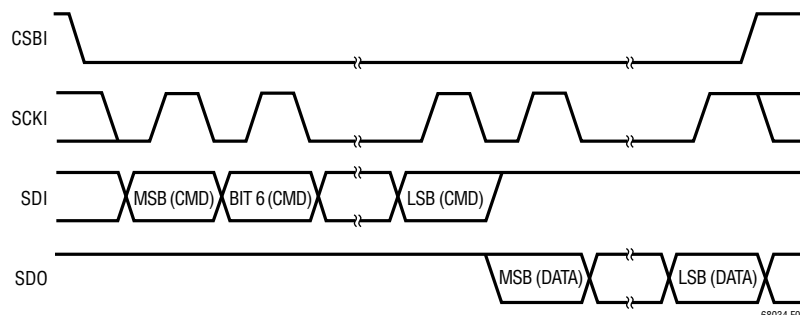 CSBI
SCKI
SDI
MSB (CMD)
BIT 6 (CMD)
LSB (CMD)
SDO
MSB (DATA)
LSB (DATA)